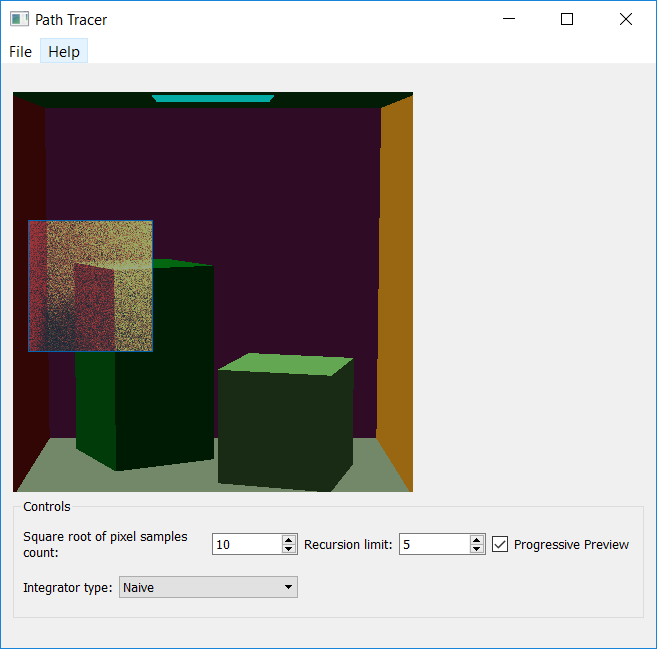 Path Tracer
File Help
Controls
Square root of pixel samples
count:
10
Recursion limit:
5
Progressive Preview
Integrator type:
Naive